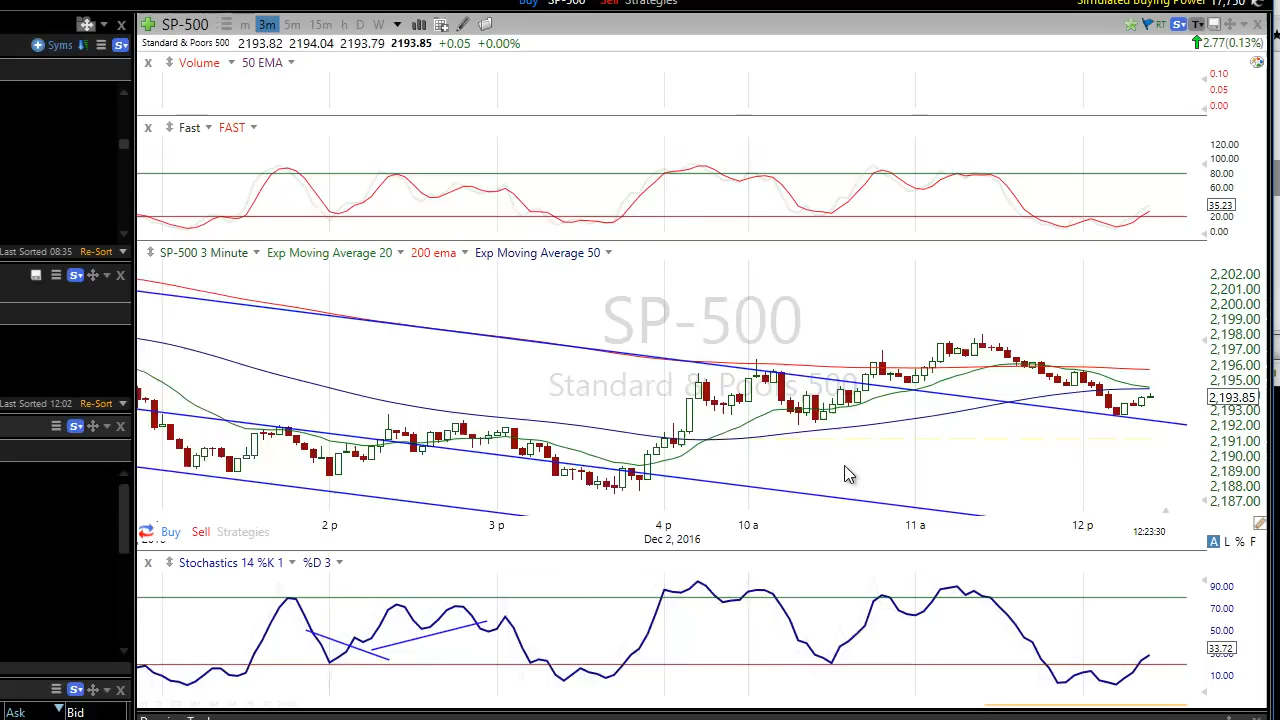 Buy SP-500 Sell Strategies Simulated Buying Power 17,750
SP-500 m 3m 5m 15m h D W RT S T
Syms S
Standard & Poors 500 2193.82 2194.04 2193.79 2193.85 +0.05 +0.00% 2.77(0.13%)
X Volume 50 EMA
0.10
0.05
0.00
X Fast FAST
120.00
100.00
80.00
60.00
35.23
20.00
0.00
Last Sorted 08:35 Re-Sort
SP-500 3 Minute Exp Moving Average 20 200 ema Exp Moving Average 50
SP-500
Standard & Poors 500
2,202.00
2,201.00
2,200.00
2,199.00
2,198.00
2,197.00
2,196.00
2,195.00
2,193.85
2,193.00
2,192.00
2,191.00
2,190.00
2,189.00
2,188.00
2,187.00
Last Sorted 12:02 Re-Sort
2 p 3 p 4 p 10 a 11 a 12 p 12:23:30
Buy Sell Strategies
, 2016 Dec 2, 2016
A L % F
X Stochastics 14 %K 1 %D 3
90.00
70.00
50.00
33.72
10.00
Ask Bid